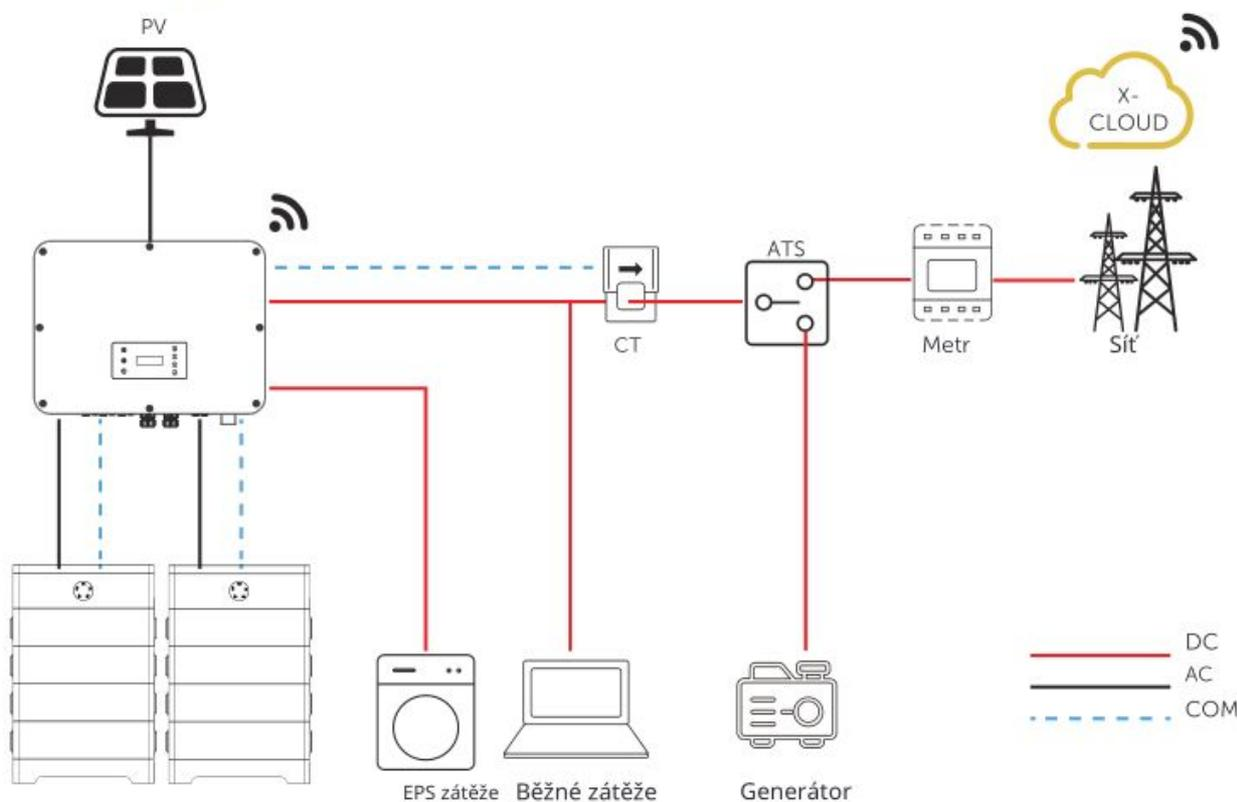 PV
X-
CLOUD
ATS
CT
Metr
Síť
DC
AC
COM
EPS zátěže
Běžné zátěže
Generátor